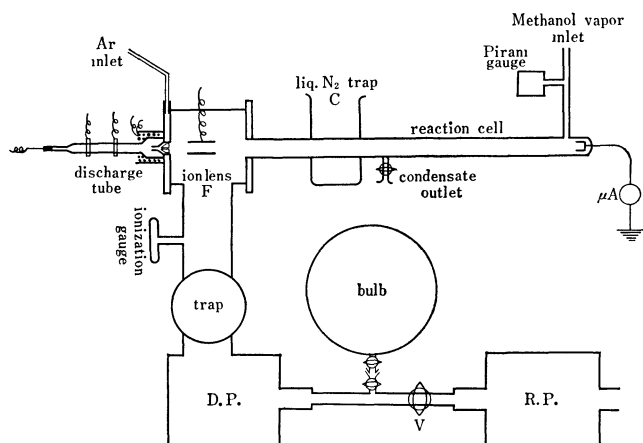 Methanol vapor
inlet
Ar
inlet
Pirani
gauge
liq. N₂ trap
C
reaction cell
discharge
tube
ion lens
F
condensate
outlet
μA
ionization
gauge
trap
bulb
D.P.
V
R.P.